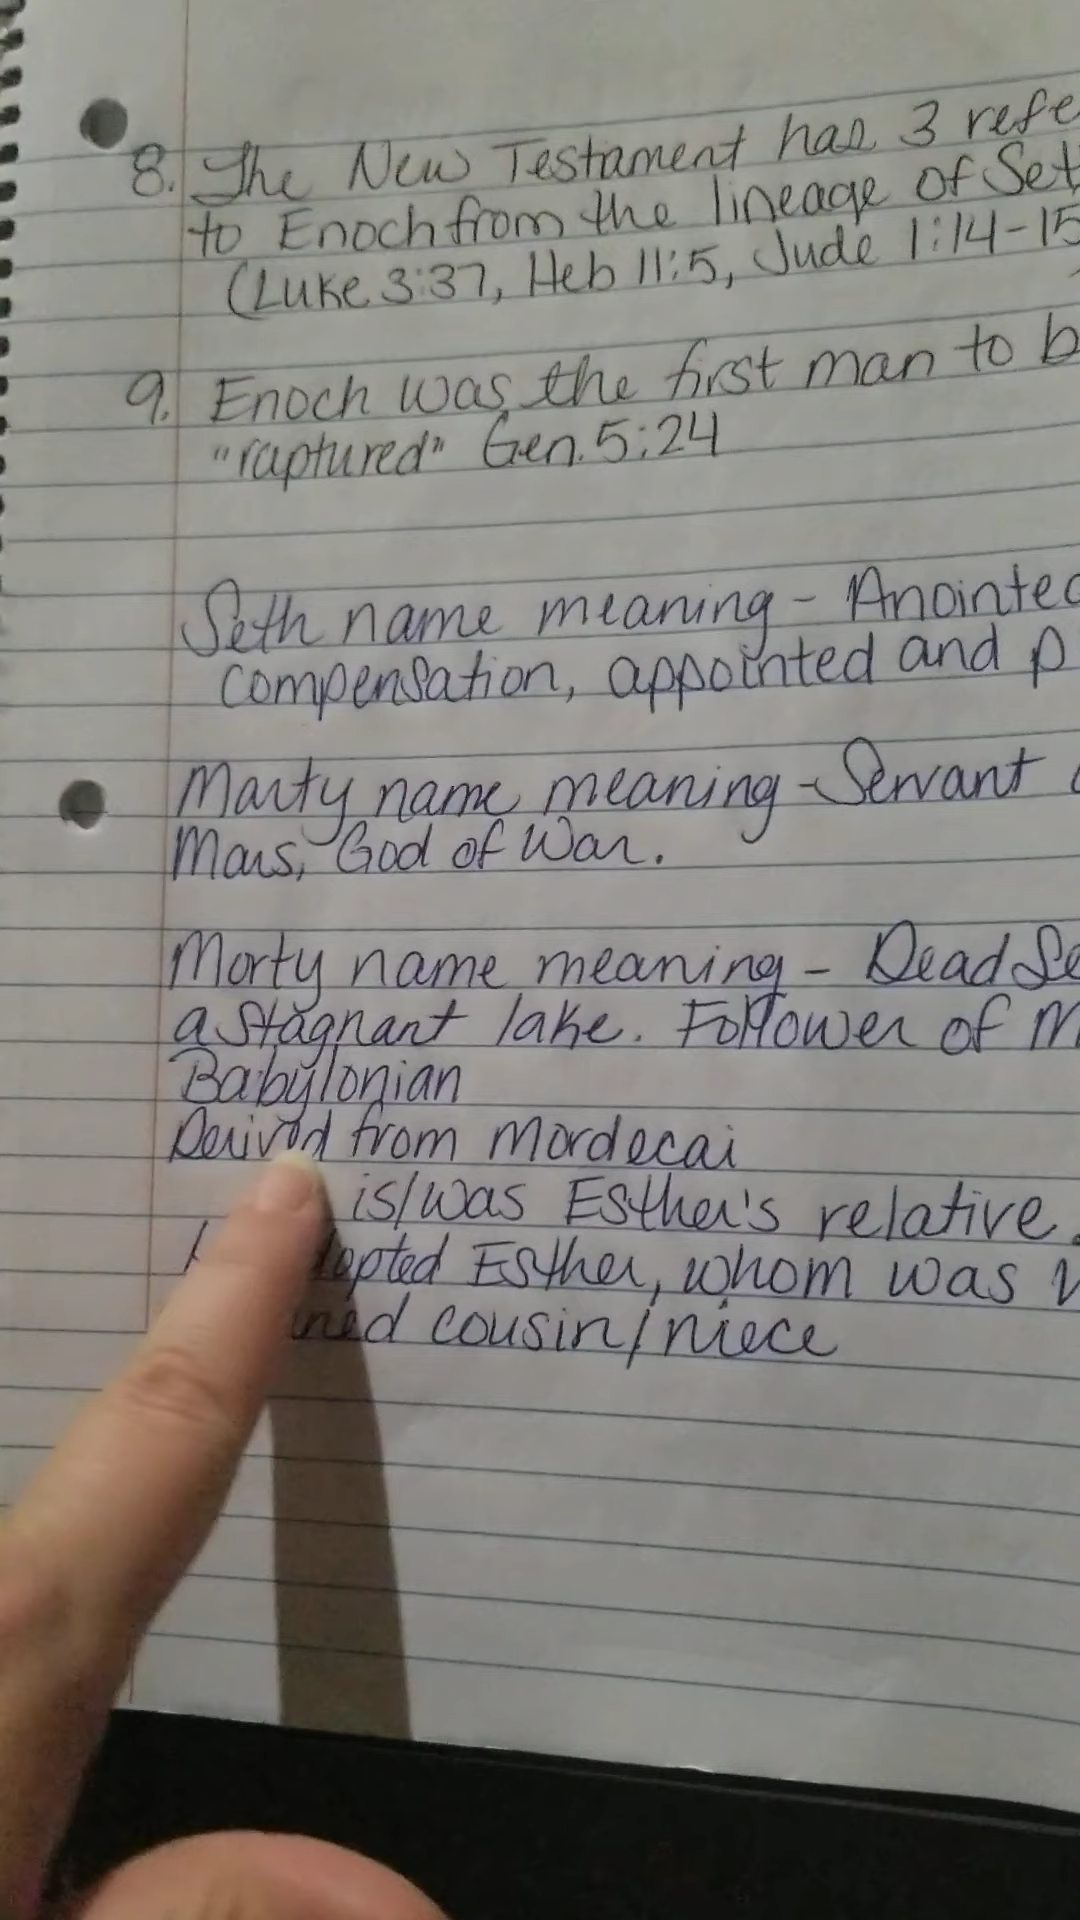 8. The New Testament has 3 refe
to Enoch from the lineage of Set
(Luke 3:37, Heb 11:5, Jude 1:14-15
9. Enoch was the first man to b
"raptured" Gen. 5:24
Seth name meaning - Anointed
compensation, appointed and p
Marty name meaning - Servant
Mars, God of War.
Morty name meaning - Dead Se
a stagnant lake. Follower of M
Babylonian
Derived from Mordecai
is/was Esther's relative.
dopted Esther, whom was
ned cousin/niece